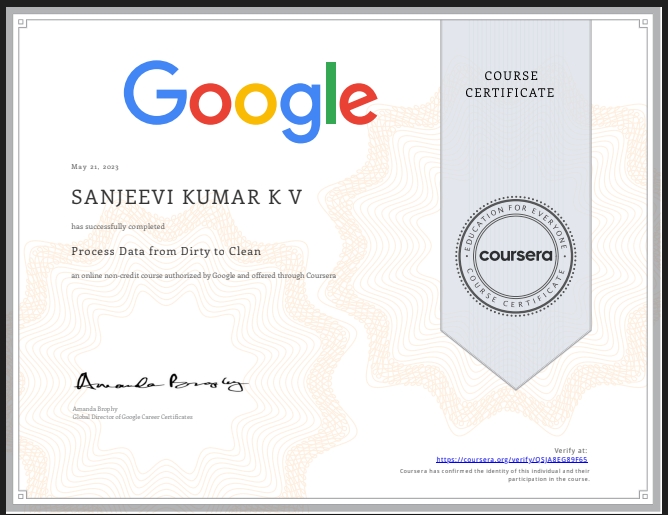 Google
COURSE
CERTIFICATE
May 21, 2023
SANJEEVI KUMAR K V
has successfully completed
Process Data from Dirty to Clean
an online non-credit course authorized by Google and offered through Coursera
EDUCATION FOR EVERYONE
coursera
COURSE CERTIFICATE
Amanda Brophy
Amanda Brophy
Global Director of Google Career Certificates
Verify at:
https://coursera.org/verify/QSJA8EG89F65
Coursera has confirmed the identity of this individual and their
participation in the course.